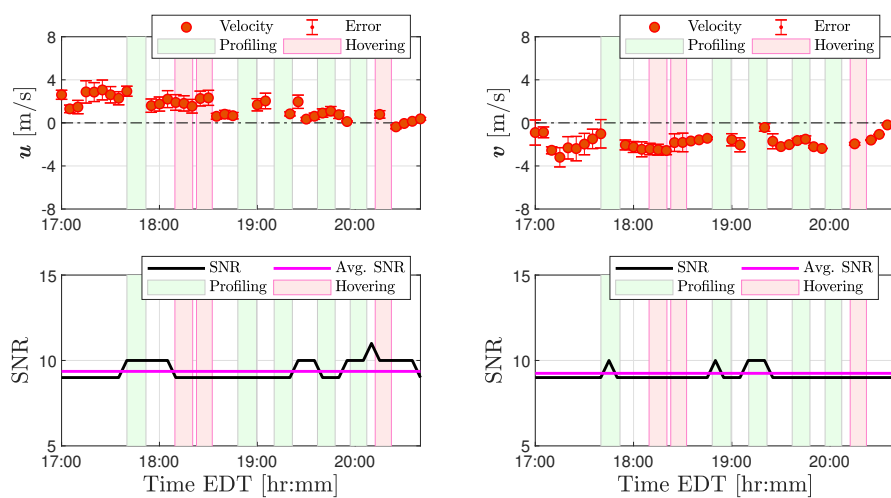 Velocity Error
Profiling Hovering
8
4
0
-4
-8
u [m/s]
17:00 18:00 19:00 20:00
Velocity Error
Profiling Hovering
8
4
0
-4
-8
v [m/s]
17:00 18:00 19:00 20:00
SNR Avg. SNR
Profiling Hovering
15
10
5
SNR
17:00 18:00 19:00 20:00
Time EDT [hr:mm]
SNR Avg. SNR
Profiling Hovering
15
10
5
SNR
17:00 18:00 19:00 20:00
Time EDT [hr:mm]